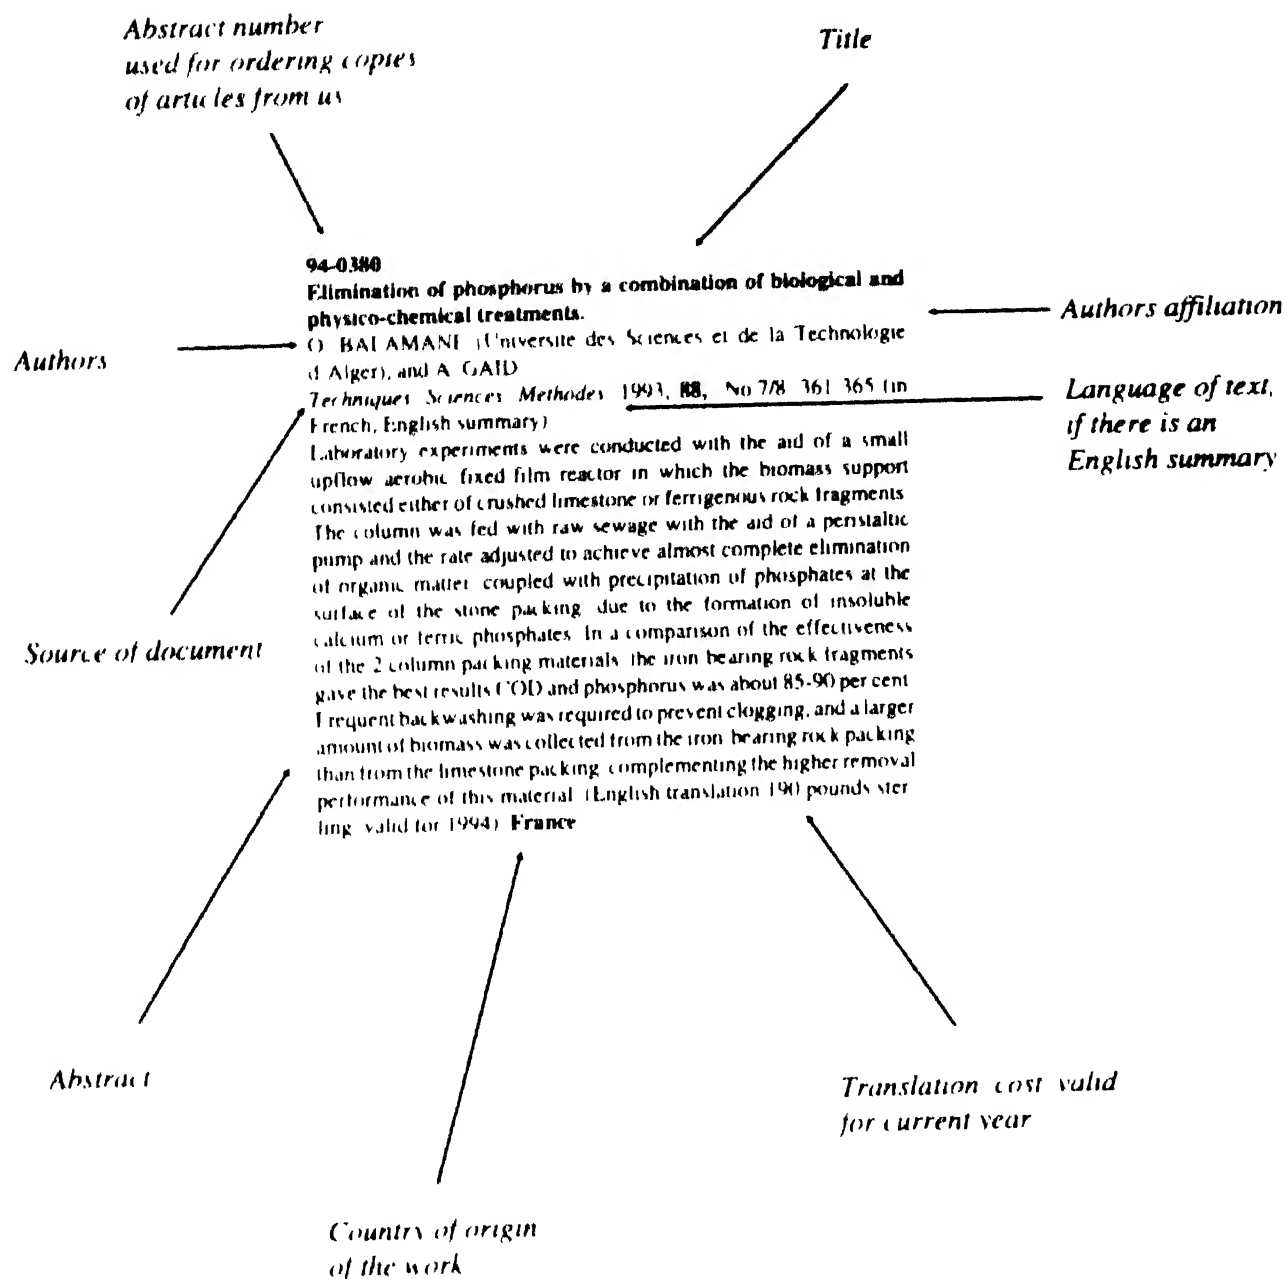 Abstract number
used for ordering copies
of articles from us
Title
94-0380
Elimination of phosphorus by a combination of biological and
physico-chemical treatments.
O. BALAMANE (Universite des Sciences et de la Technologie
d Alger), and A GAID
Techniques Sciences Methodes 1993, 88, No 7/8 361 365 (in
French, English summary)
Laboratory experiments were conducted with the aid of a small
upflow aerobic fixed film reactor in which the biomass support
consisted either of crushed limestone or ferrigenous rock fragments
The column was fed with raw sewage with the aid of a peristaltic
pump and the rate adjusted to achieve almost complete elimination
of organic matter coupled with precipitation of phosphates at the
surface of the stone packing due to the formation of insoluble
calcium or ferric phosphates. In a comparison of the effectiveness
of the 2 column packing materials the iron bearing rock fragments
gave the best results COD and phosphorus was about 85-90 per cent
Frequent backwashing was required to prevent clogging, and a larger
amount of biomass was collected from the iron bearing rock packing
than from the limestone packing complementing the higher removal
performance of this material (English translation 190 pounds ster
ling valid for 1994) France
Authors
Authors affiliation
Language of text,
if there is an
English summary
Source of document
Abstract
Translation cost valid
for current year
Country of origin
of the work